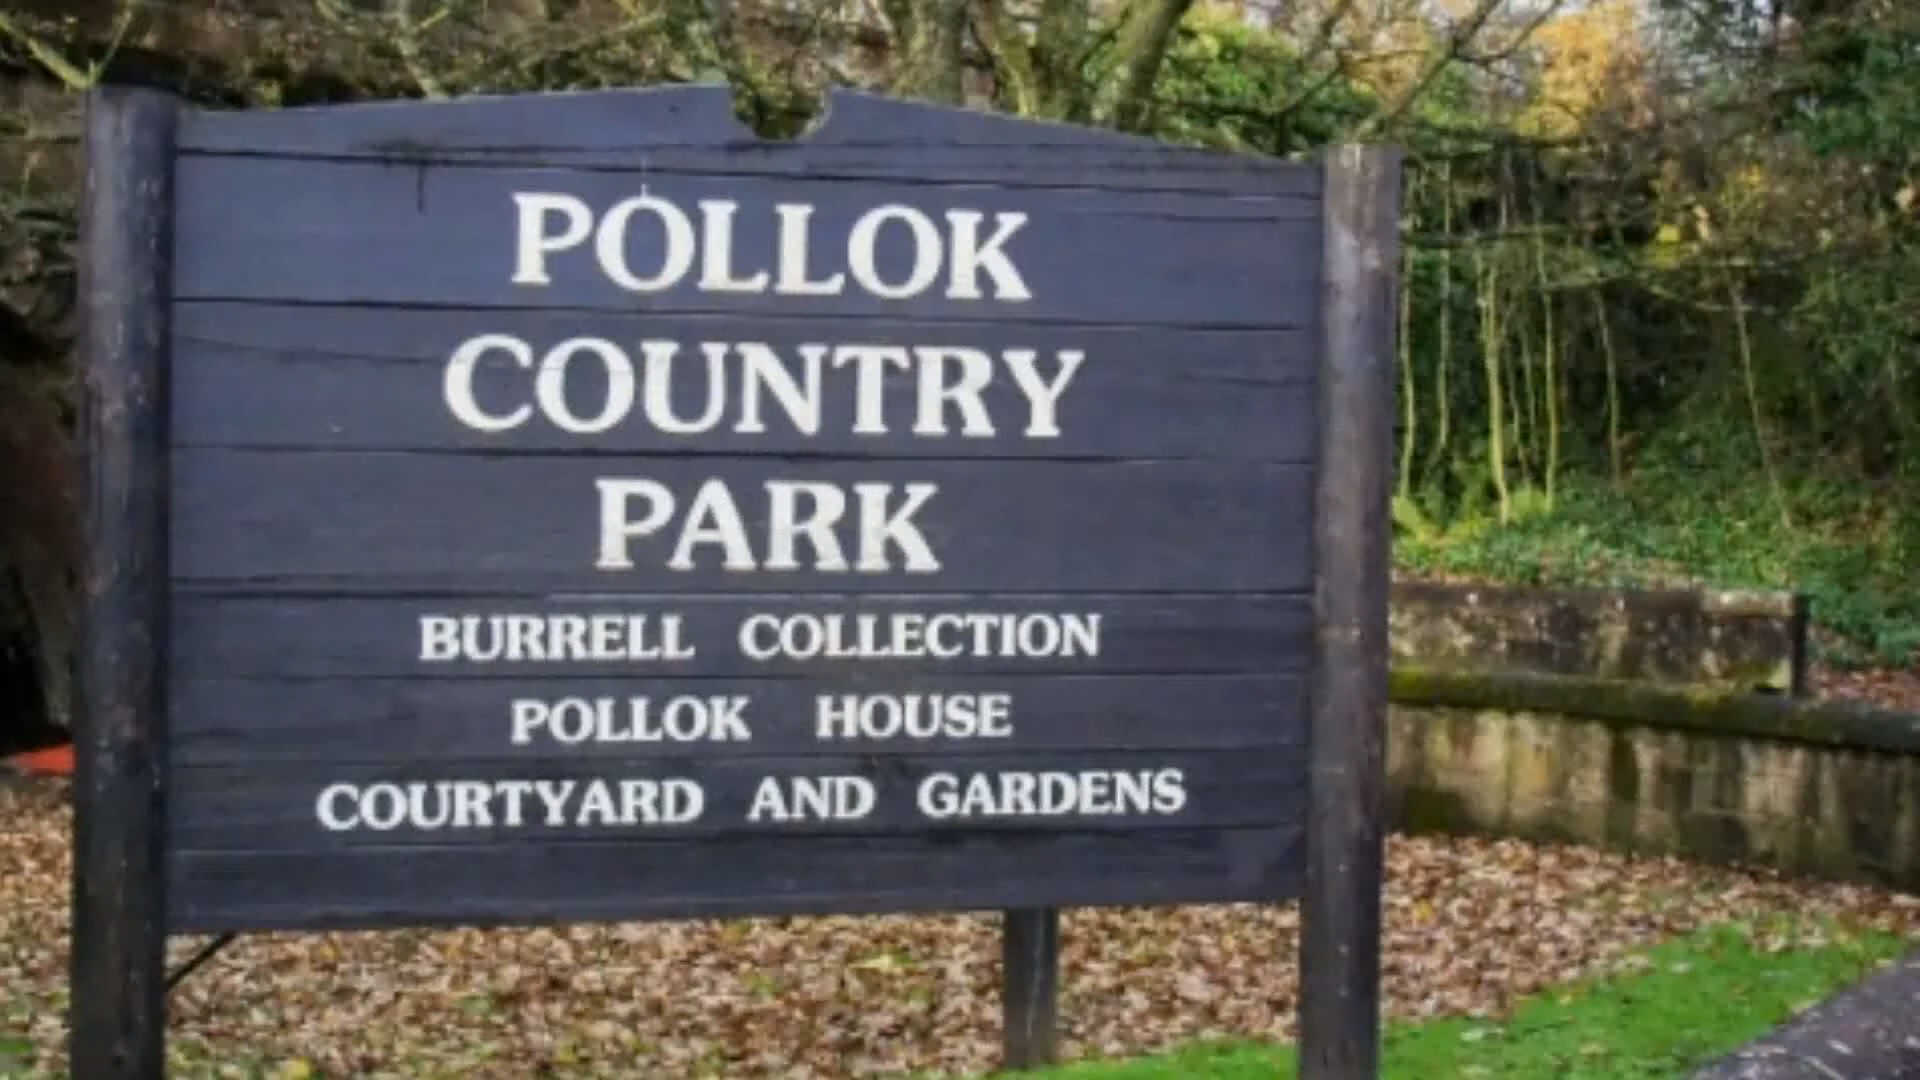 POLLOK
COUNTRY
PARK
BURRELL COLLECTION
POLLOK HOUSE
COURTYARD AND GARDENS